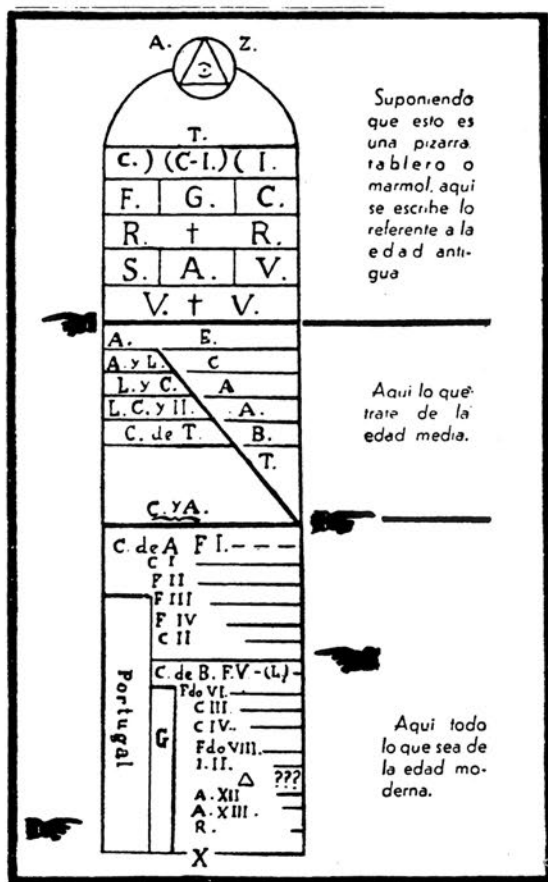 A. Z.
T.
C.) (C-I.) ( I.
F. G. C.
R. † R.
S. A. V.
V. † V.
A. E.
A. y L. C
L. y C. A
L. C. y II. A.
C. de T. B.
T.
C. y A.
C. de A F I.
C I
F II
F III
F IV
C II
C. de B. F. V - (L)
Fdo VI.
C III.
C IV.
Fdo VIII.
I. II.
???
A. XII
A. XIII.
R.
X
Portugal
G
Suponiendo
que esto es
una pizarra,
tablero o
marmol, aqui
se escribe lo
referente a la
edad anti-
gua
Aqui lo que
trate de la
edad media.
Aqui todo
lo que sea de
la edad mo-
derna.